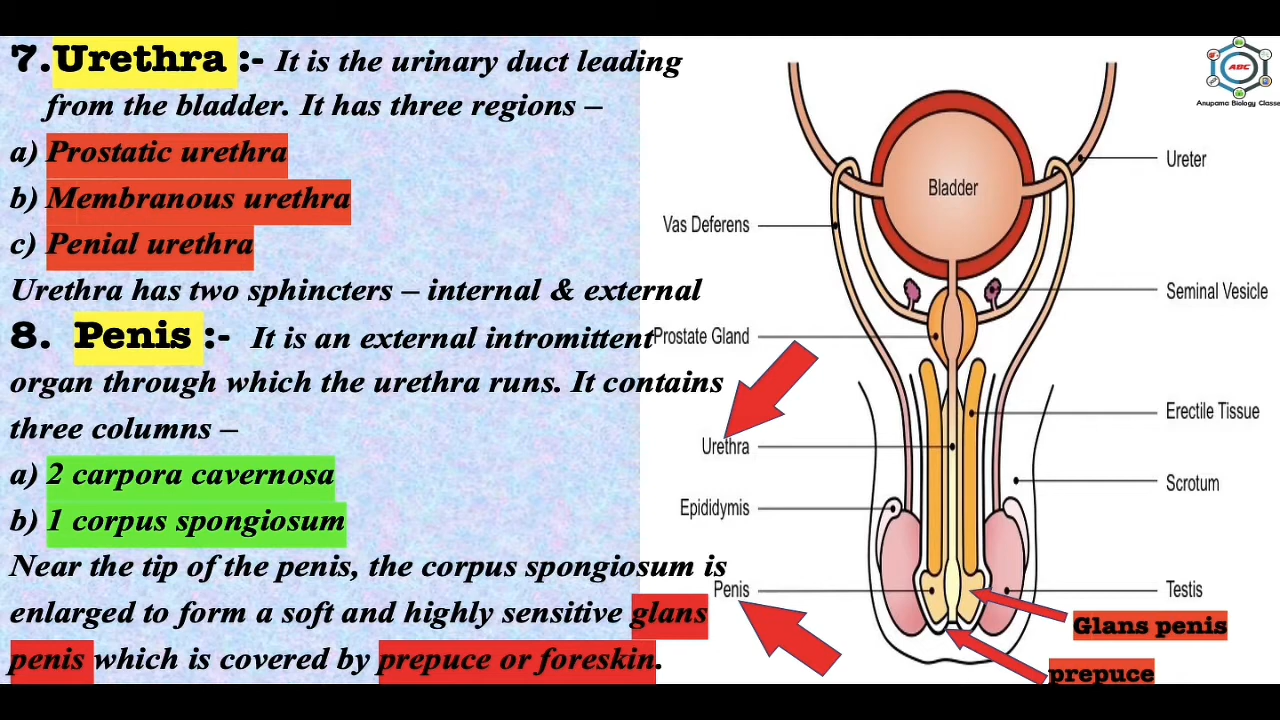 7.Urethra :- It is the urinary duct leading
from the bladder. It has three regions –
a) Prostatic urethra
b) Membranous urethra
c) Penial urethra
Urethra has two sphincters – internal & external
8. Penis :- It is an external intromittent
organ through which the urethra runs. It contains
three columns –
a) 2 carpora cavernosa
b) 1 corpus spongiosum
Near the tip of the penis, the corpus spongiosum is
enlarged to form a soft and highly sensitive glans
penis which is covered by prepuce or foreskin.
ABC
Anupama Biology Classe
Ureter
Bladder
Vas Deferens
Seminal Vesicle
Prostate Gland
Erectile Tissue
Urethra
Scrotum
Epididymis
Penis
Testis
Glans penis
prepuce